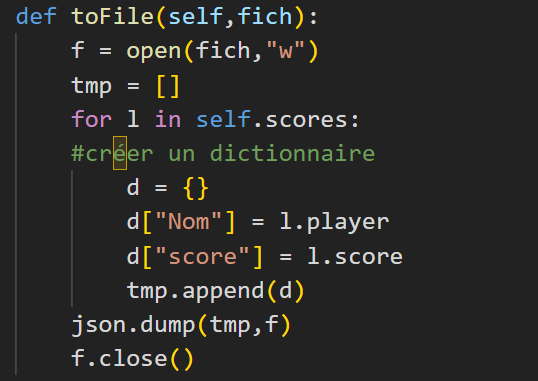 def toFile(self,fich):
    f = open(fich,"w")
    tmp = []
    for l in self.scores:
    #créer un dictionnaire
        d = {}
        d["Nom"] = l.player
        d["score"] = l.score
        tmp.append(d)
    json.dump(tmp,f)
    f.close()